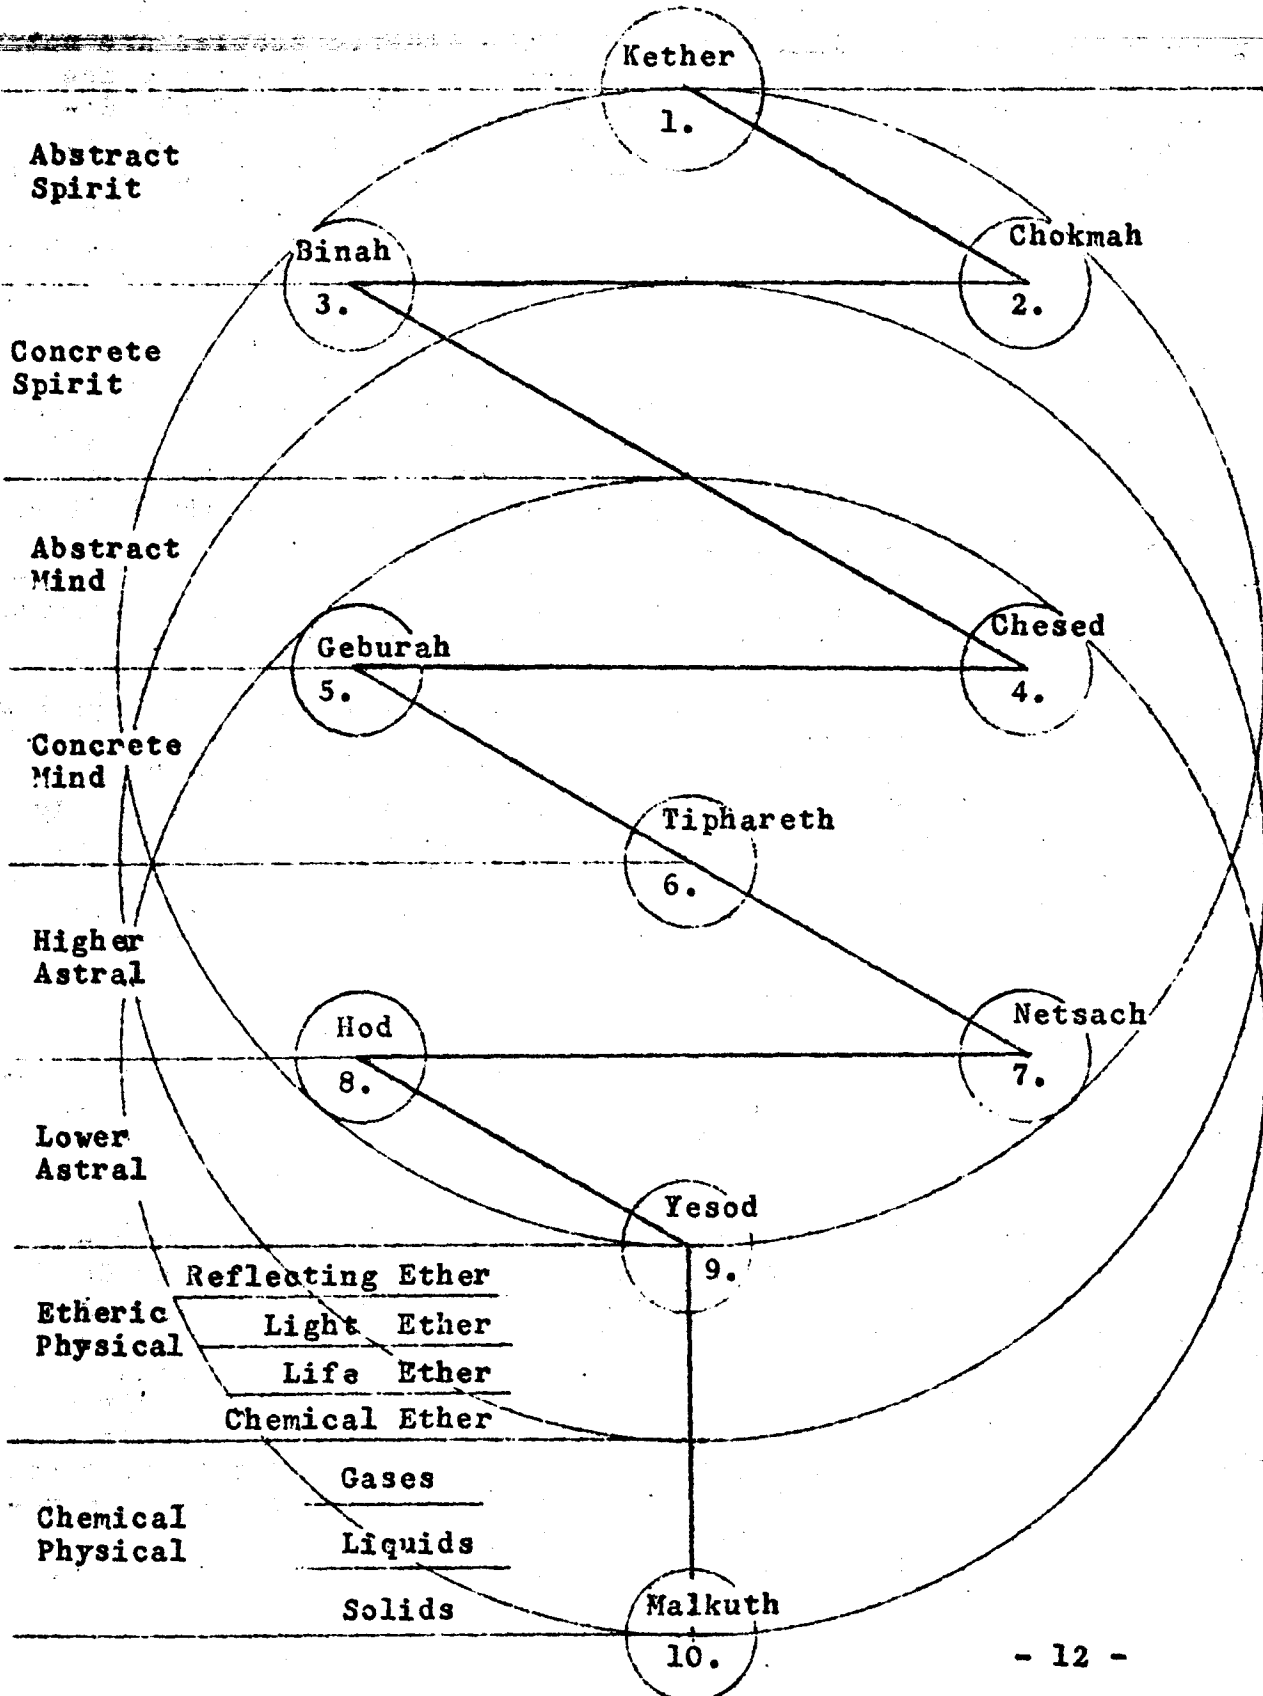 Kether
1.
Abstract
Spirit
Binah
3.
Chokmah
2.
Concrete
Spirit
Abstract
Mind
Geburah
5.
Chesed
4.
Concrete
Mind
Tiphareth
6.
Higher
Astral
Hod
8.
Netsach
7.
Lower
Astral
Yesod
9.
Reflecting Ether
Etheric
Physical
Light Ether
Life Ether
Chemical Ether
Gases
Chemical
Physical
Liquids
Solids
Malkuth
10.
- 12 -